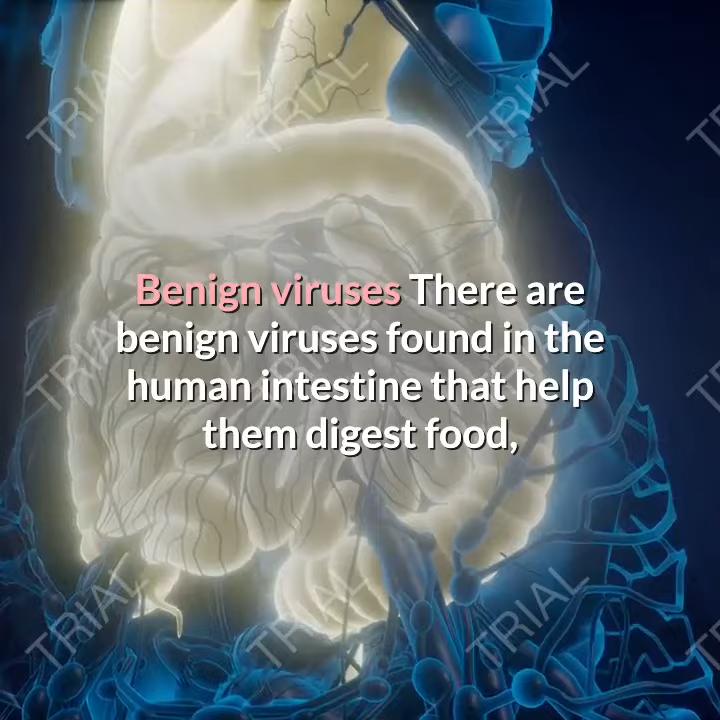 TRIAL TRIAL TRIAL
Benign viruses There are
benign viruses found in the
human intestine that help
them digest food,
TRIAL TRIAL TRIAL
TRIAL TRIAL TRIAL